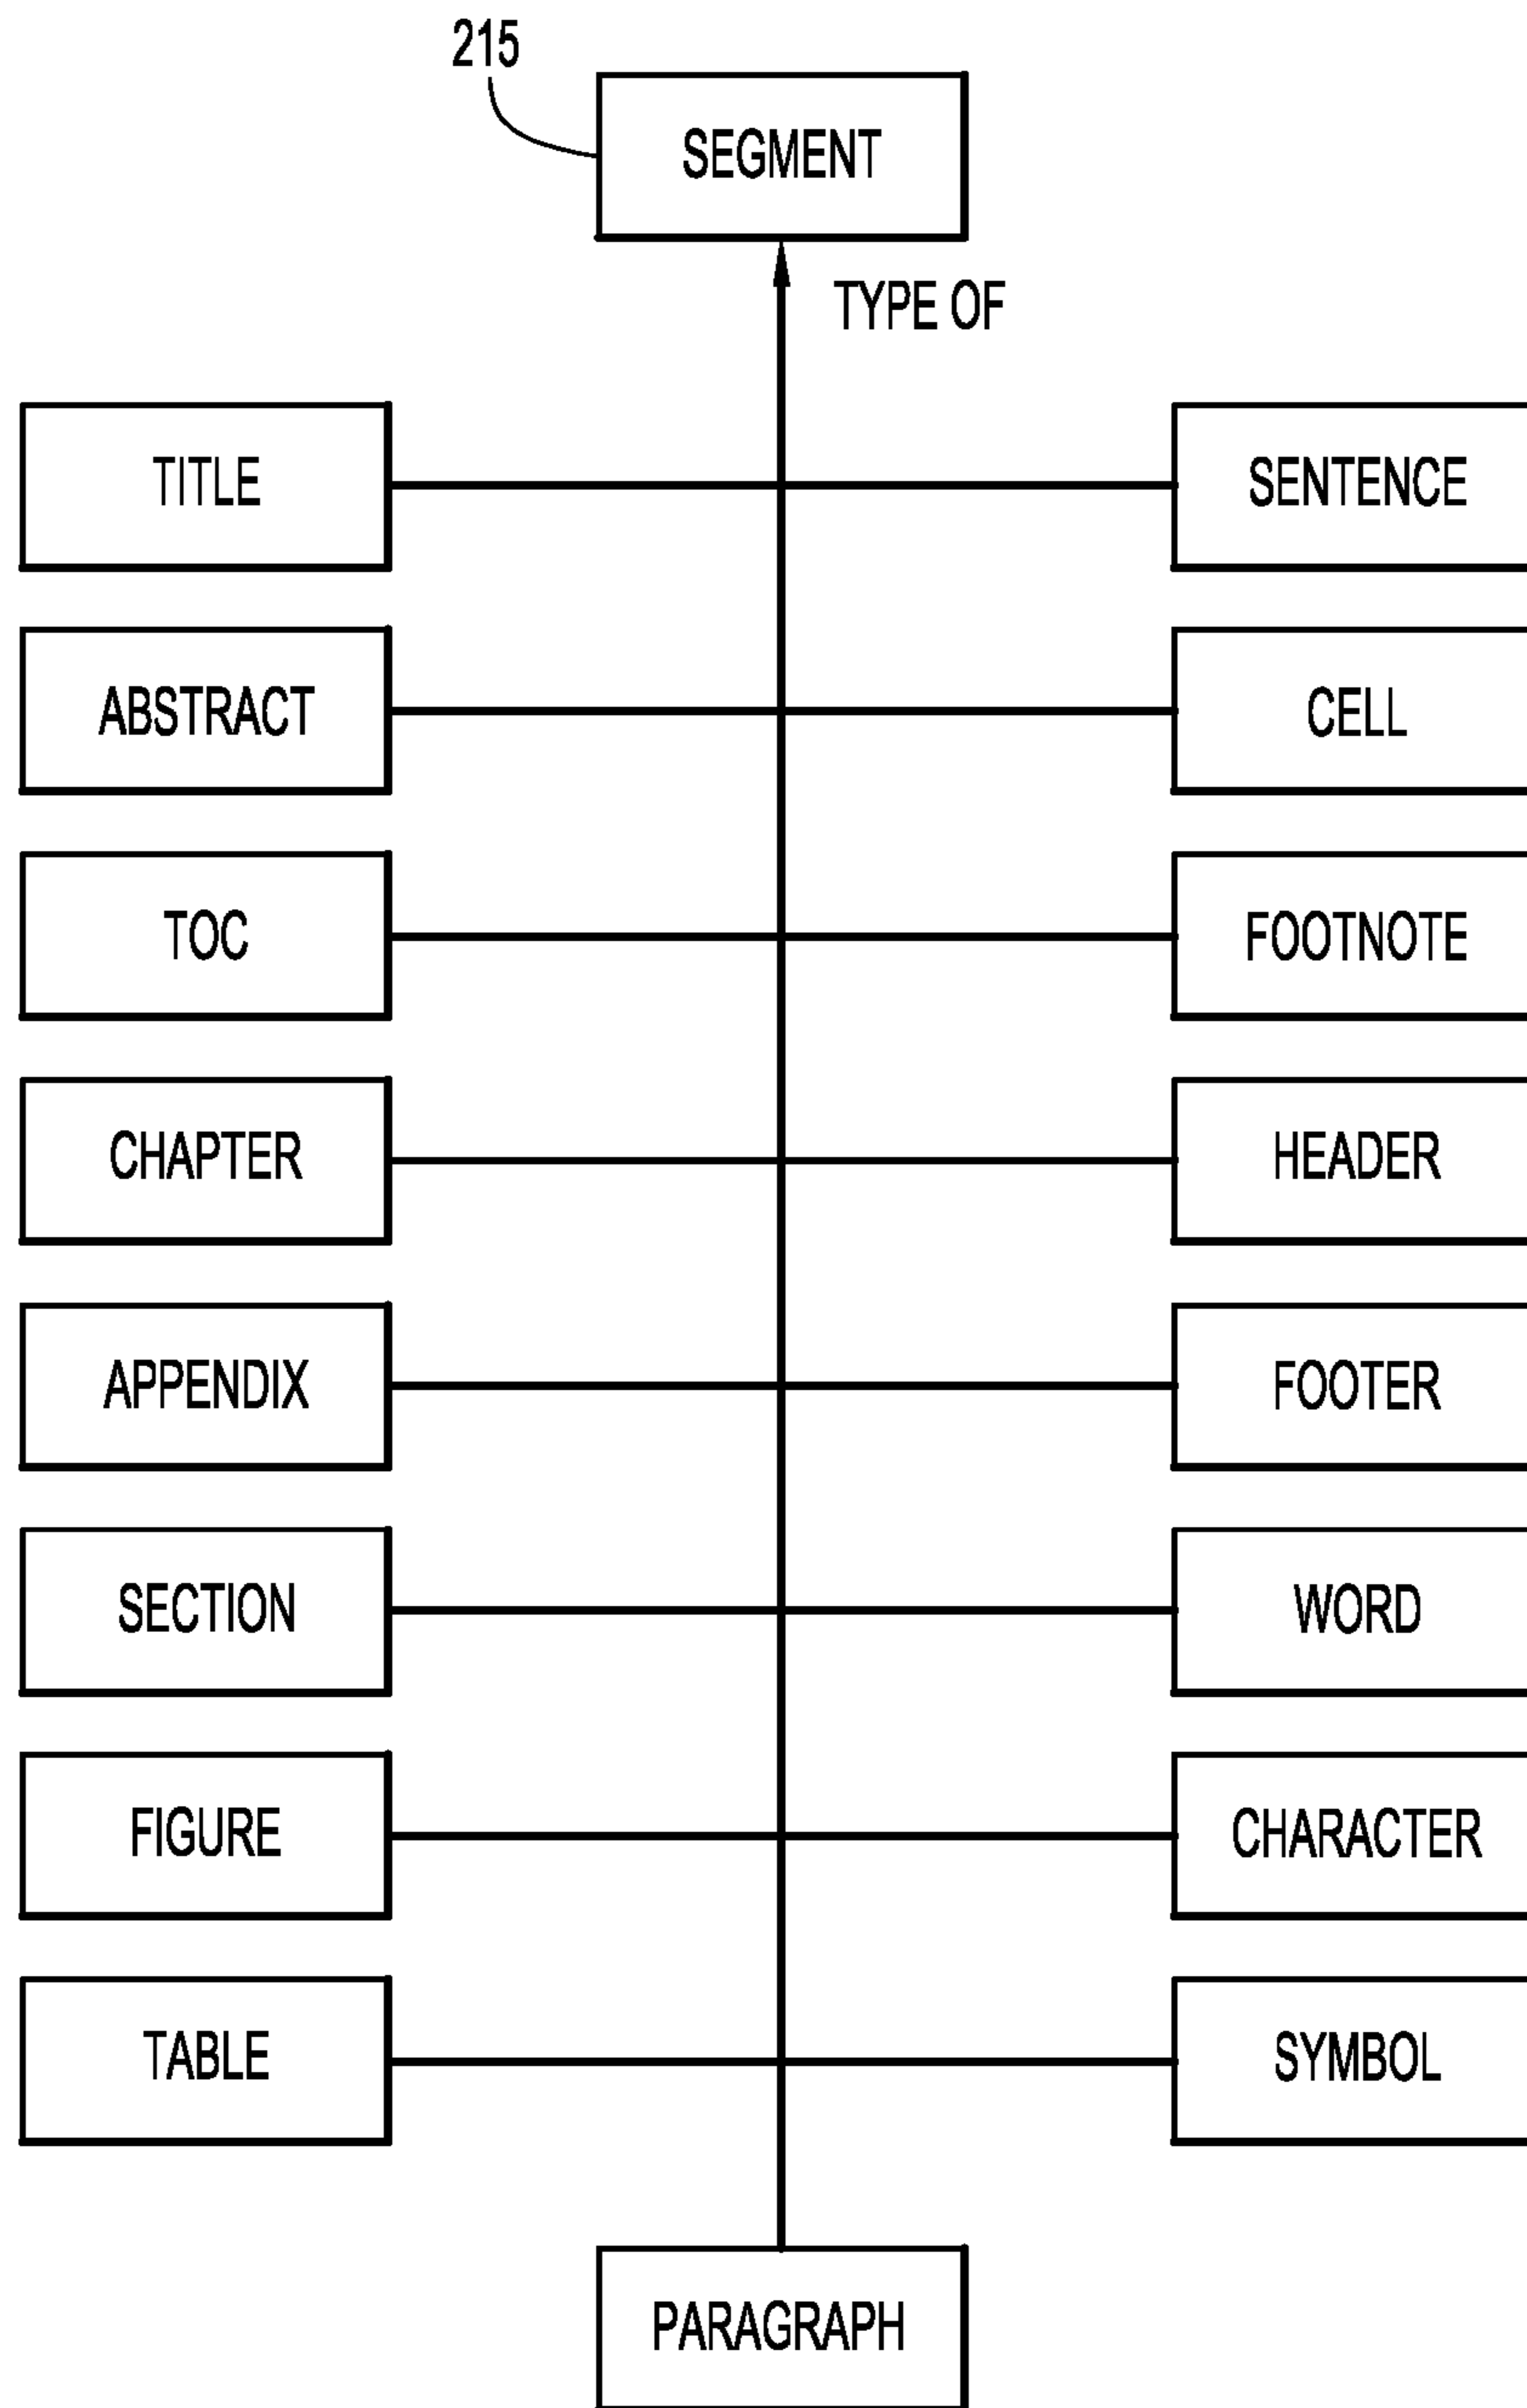 215
SEGMENT
TYPE OF
TITLE
SENTENCE
ABSTRACT
CELL
TOC
FOOTNOTE
CHAPTER
HEADER
APPENDIX
FOOTER
SECTION
WORD
FIGURE
CHARACTER
TABLE
SYMBOL
PARAGRAPH